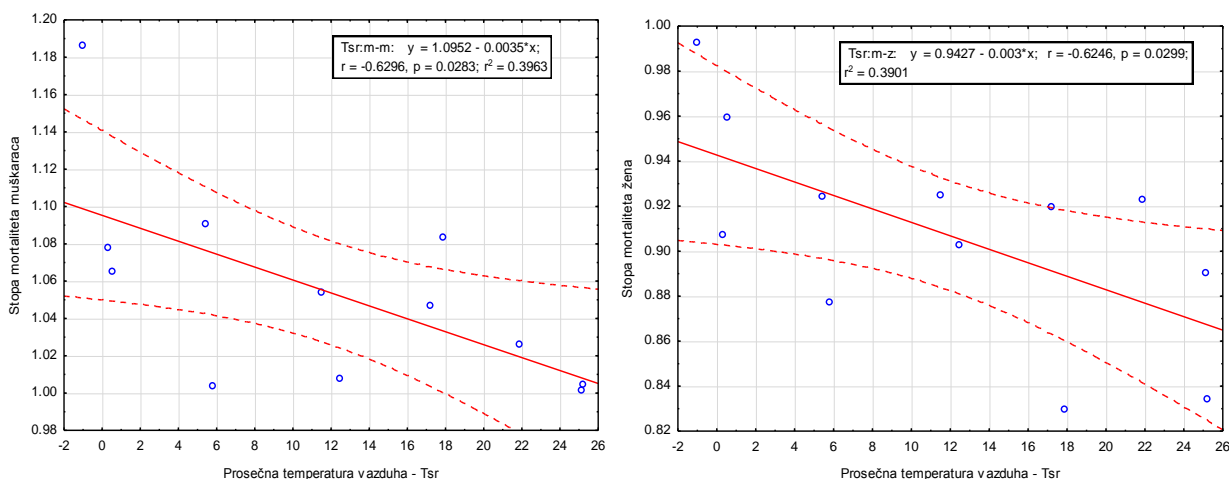 Tsr:m-m: y = 1.0952 - 0.0035*x;
r = -0.6296, p = 0.0283; r² = 0.3963
Stopa mortaliteta muškaraca
1.20
1.18
1.16
1.14
1.12
1.10
1.08
1.06
1.04
1.02
1.00
0.98
-2 0 2 4 6 8 10 12 14 16 18 20 22 24 26
Prosečna temperatura vazduha - Tsr
Tsr:m-z: y = 0.9427 - 0.003*x; r = -0.6246, p = 0.0299;
r² = 0.3901
Stopa mortaliteta žena
1.00
0.98
0.96
0.94
0.92
0.90
0.88
0.86
0.84
0.82
-2 0 2 4 6 8 10 12 14 16 18 20 22 24 26
Prosečna temperatura vazduha - Tsr